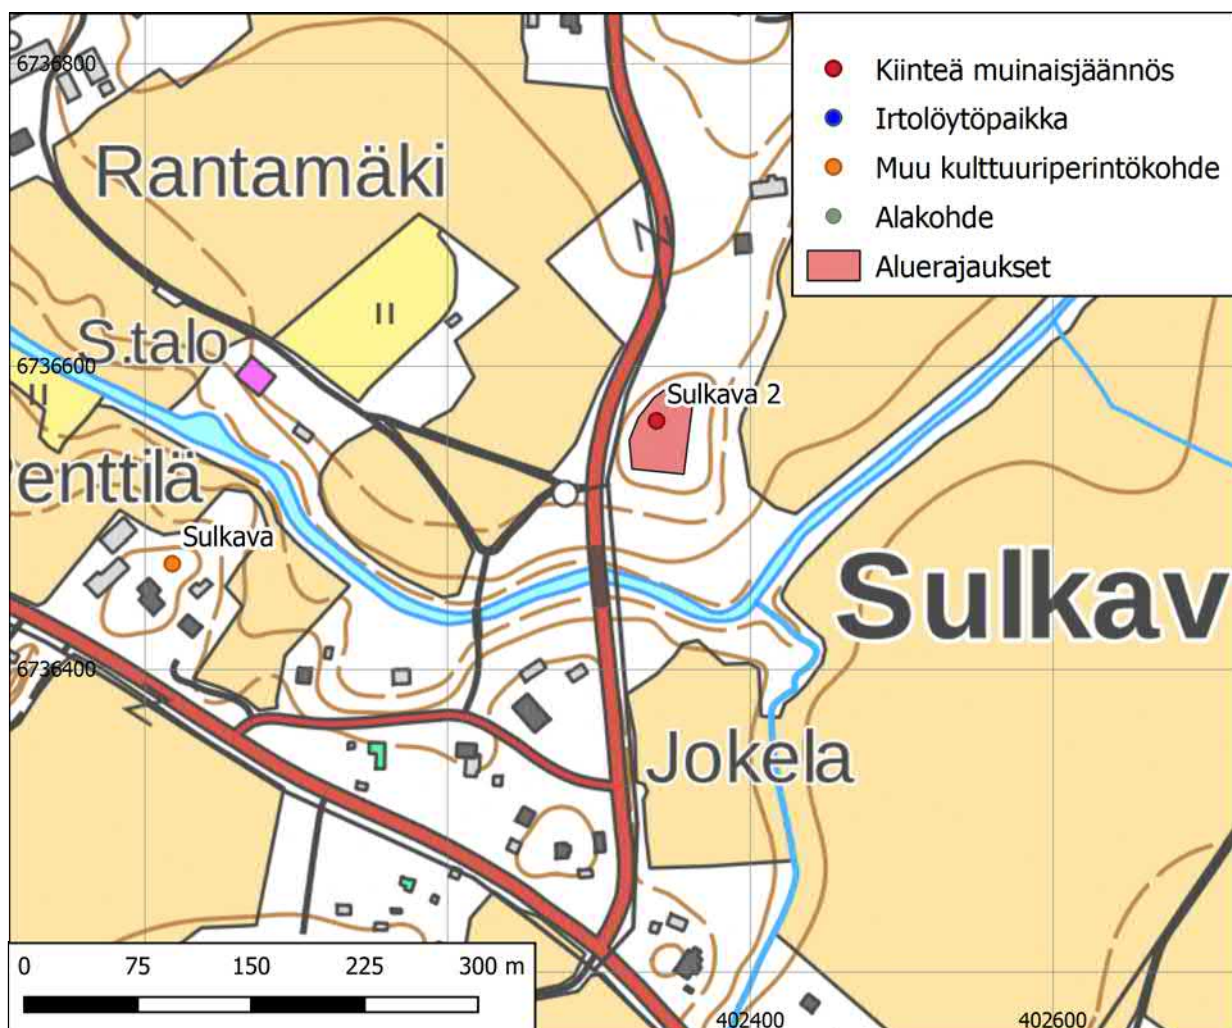 6736800
Kiinteä muinaisjäännös
Irtolöytöpaikka
Muu kulttuuriperintökohde
Alakohde
Aluerajaukset
Rantamäki
S.talo
6736600
Sulkava 2
enttilä
Sulkava
Sulkav
6736400
Jokela
0 75 150 225 300 m
402400
402600